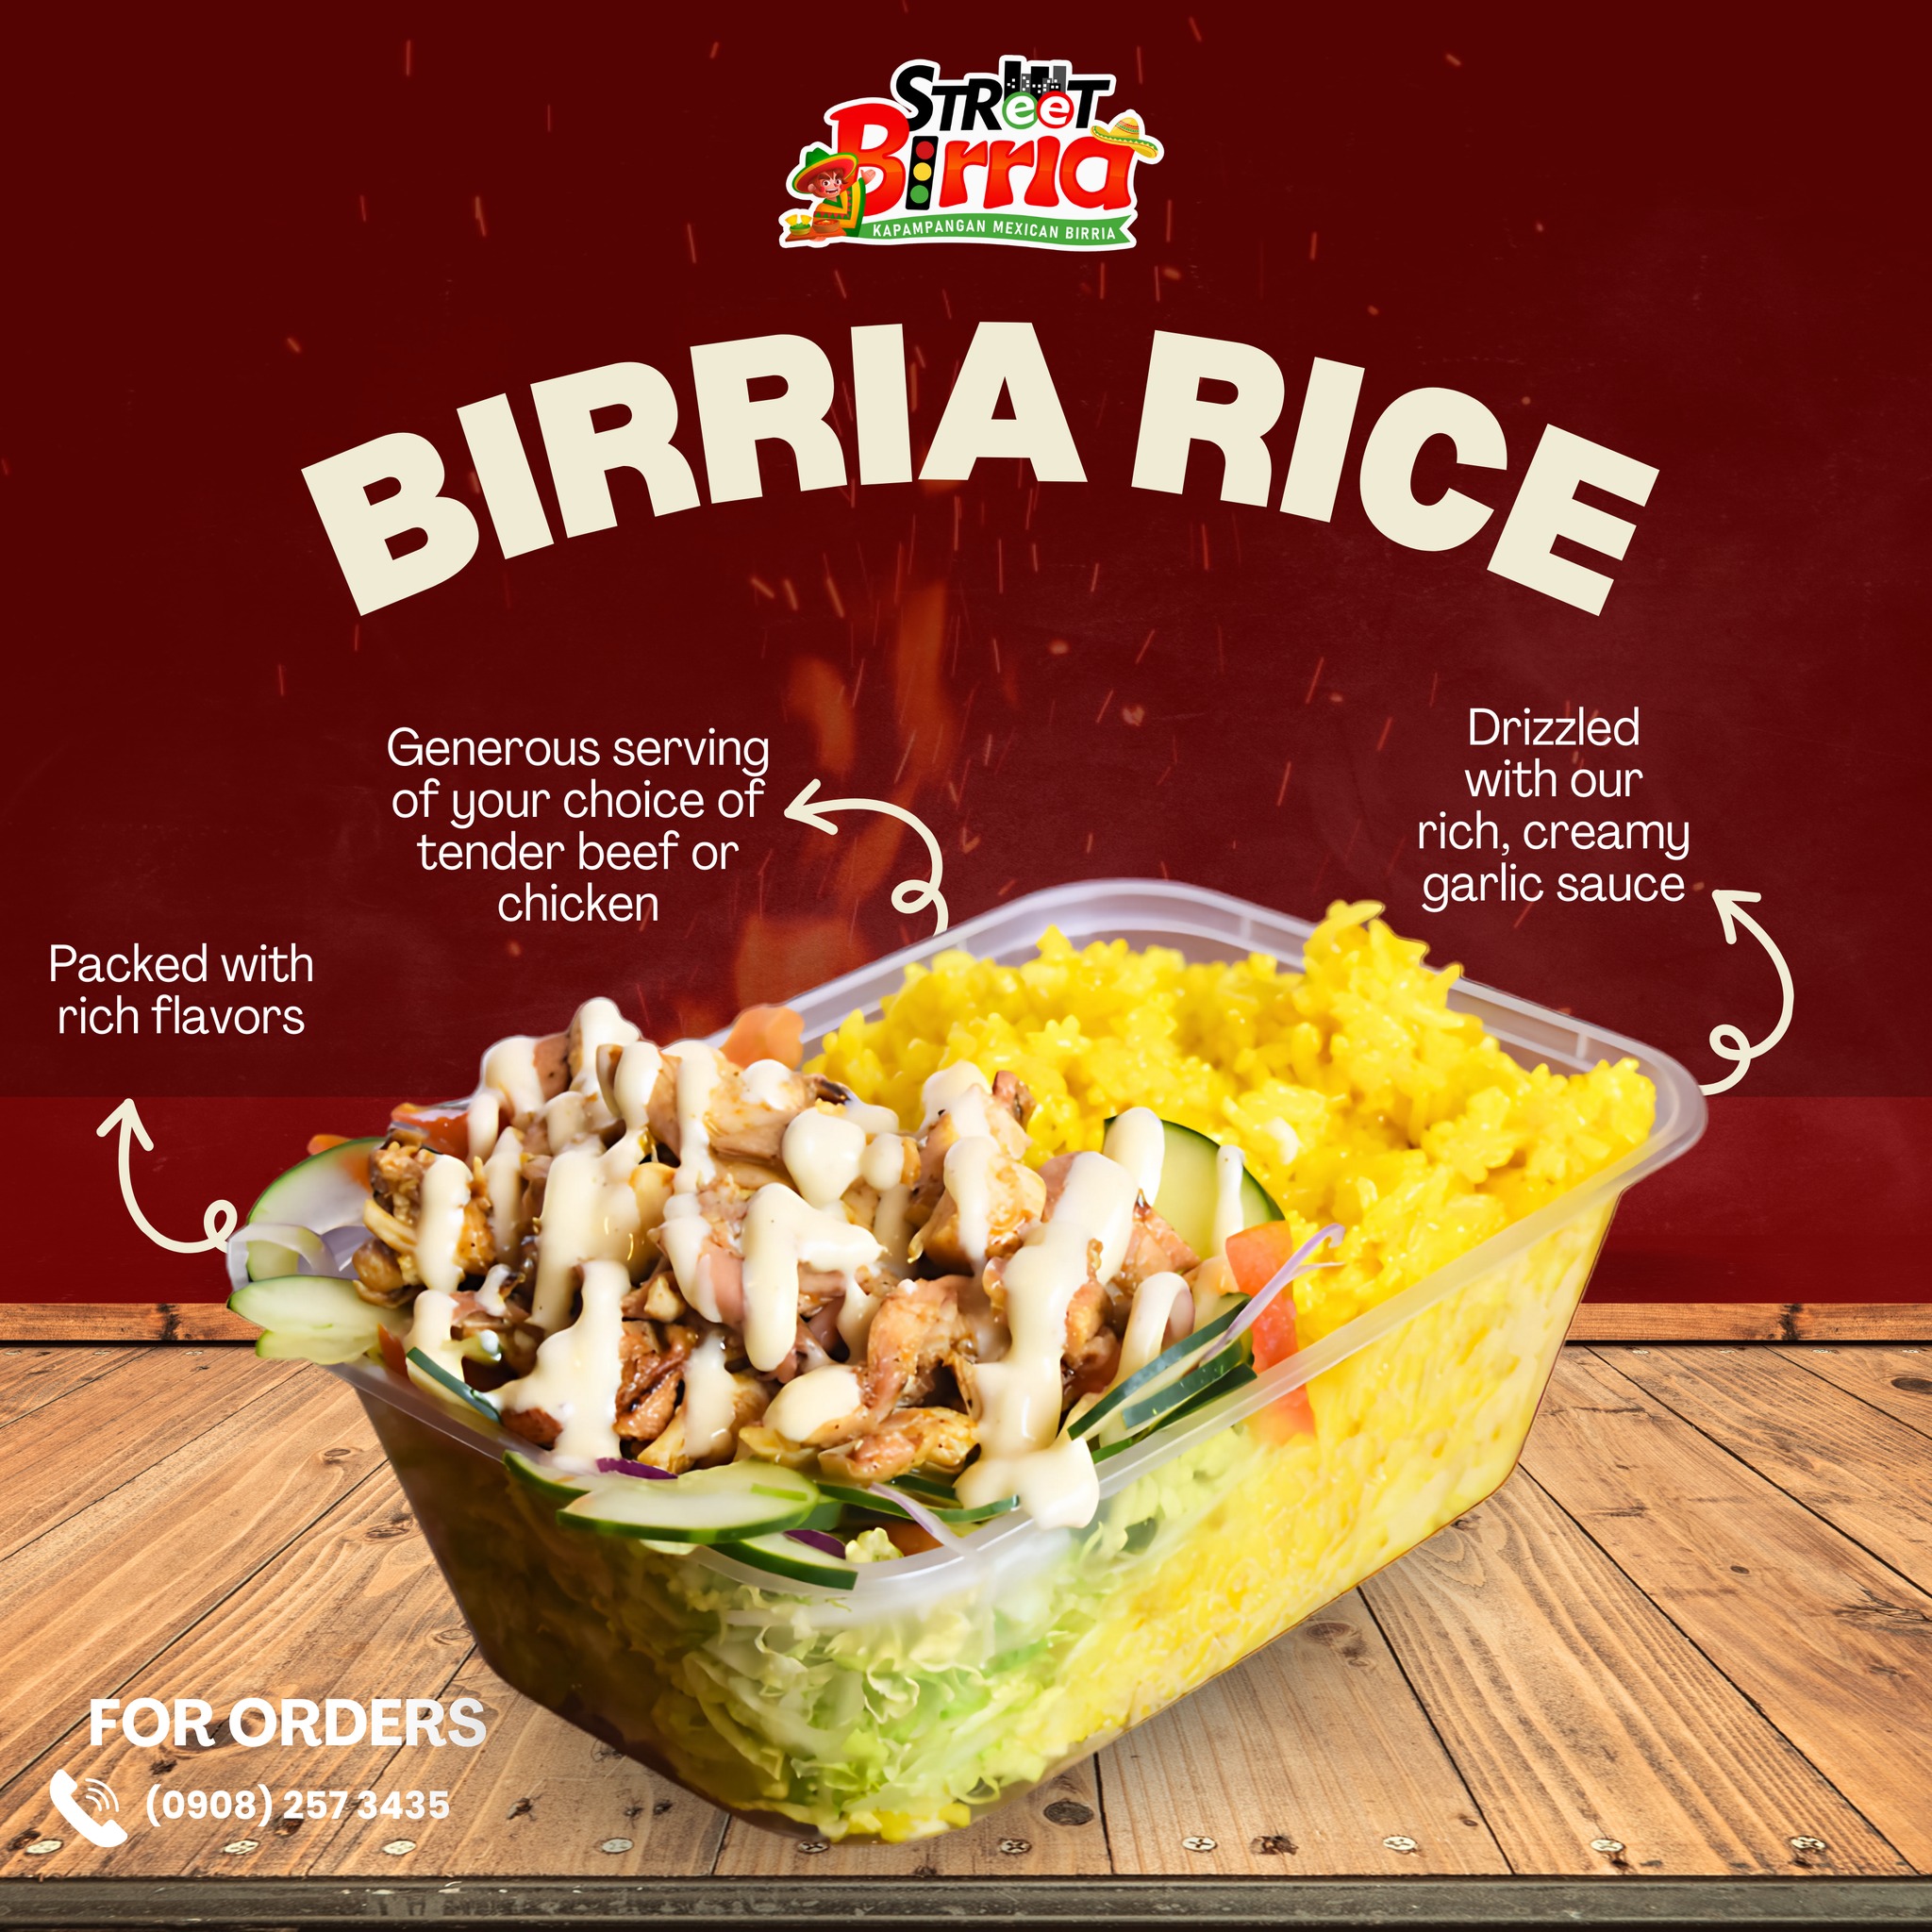 STREET
BIRRIA
KAPAMPANGAN MEXICAN BIRRIA
BIRRIA RICE
Generous serving
of your choice of
tender beef or
chicken
Drizzled
with our
rich, creamy
garlic sauce
Packed with
rich flavors
FOR ORDERS
(0908) 257 3435